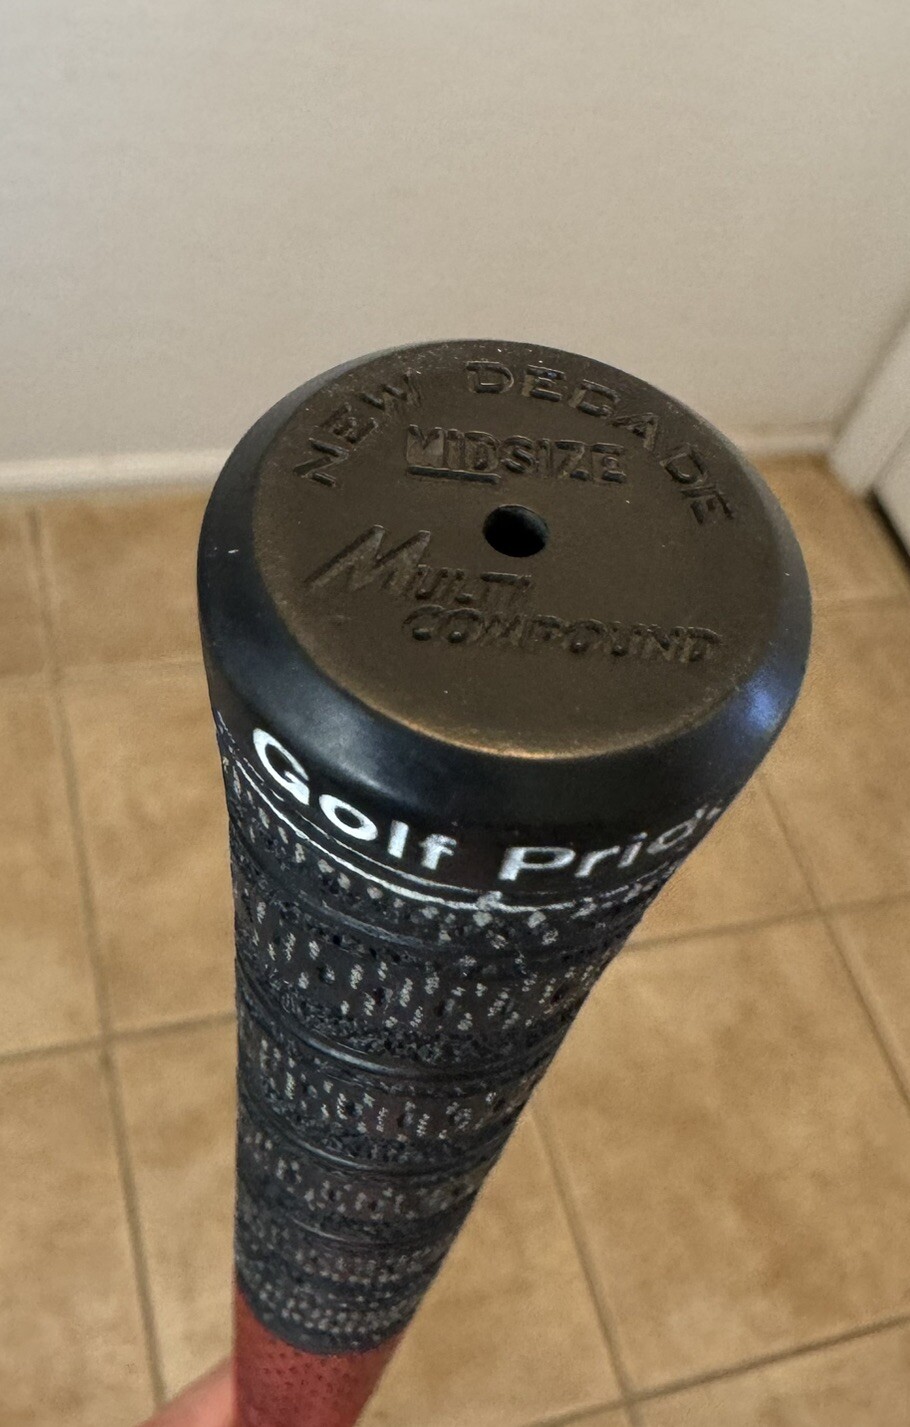 NEW DECADE
MIDSIZE
MULTI
COMPOUND
Golf Prid